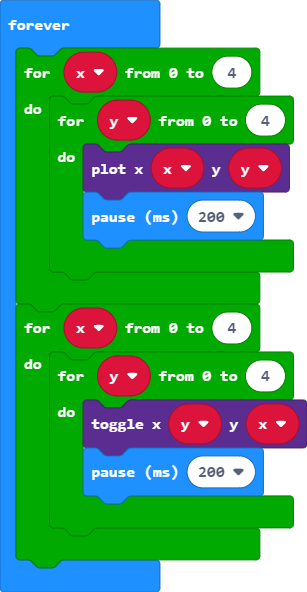 forever
for x from 0 to 4
do
for y from 0 to 4
do
plot x x y y
pause (ms) 200
for x from 0 to 4
do
for y from 0 to 4
do
toggle x y y x
pause (ms) 200